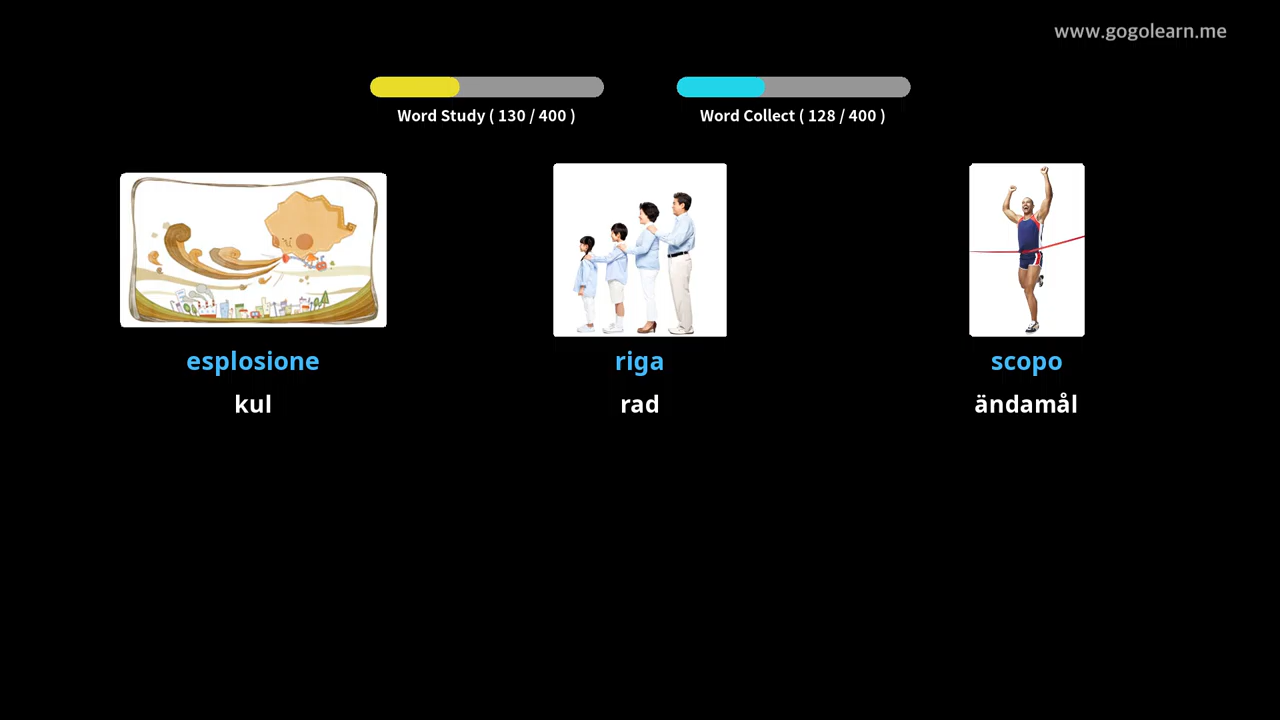 www.gogolearn.me
Word Study ( 130 / 400 )
Word Collect ( 128 / 400 )
esplosione
riga
scopo
kul
rad
ändamål